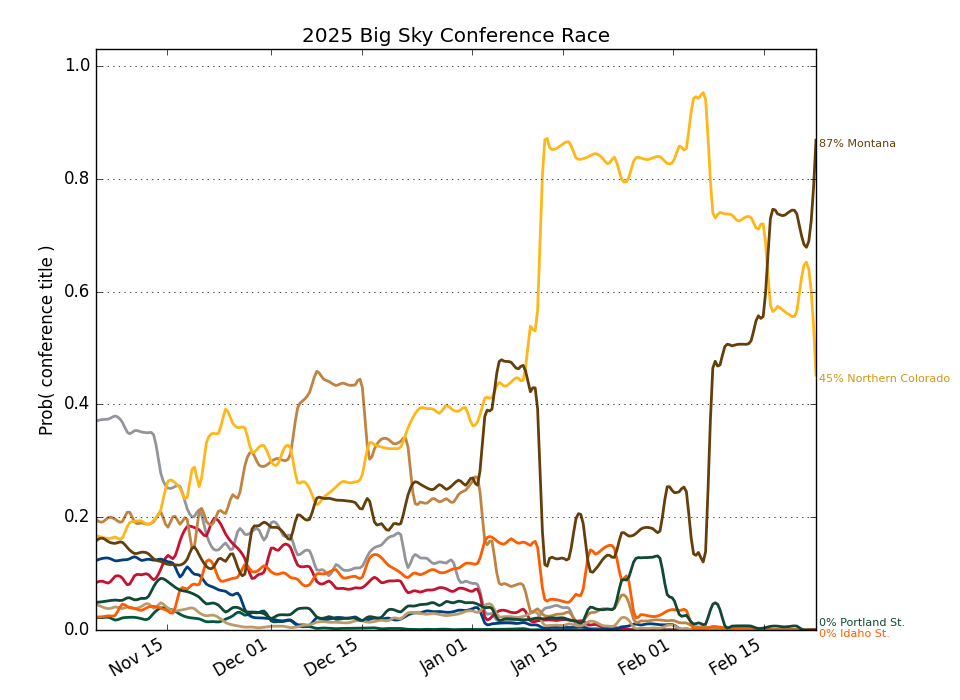 2025 Big Sky Conference Race
Prob( conference title )
1.0
0.8
0.6
0.4
0.2
0.0
87% Montana
45% Northern Colorado
0% Portland St.
0% Idaho St.
Nov 15
Dec 01
Dec 15
Jan 01
Jan 15
Feb 01
Feb 15